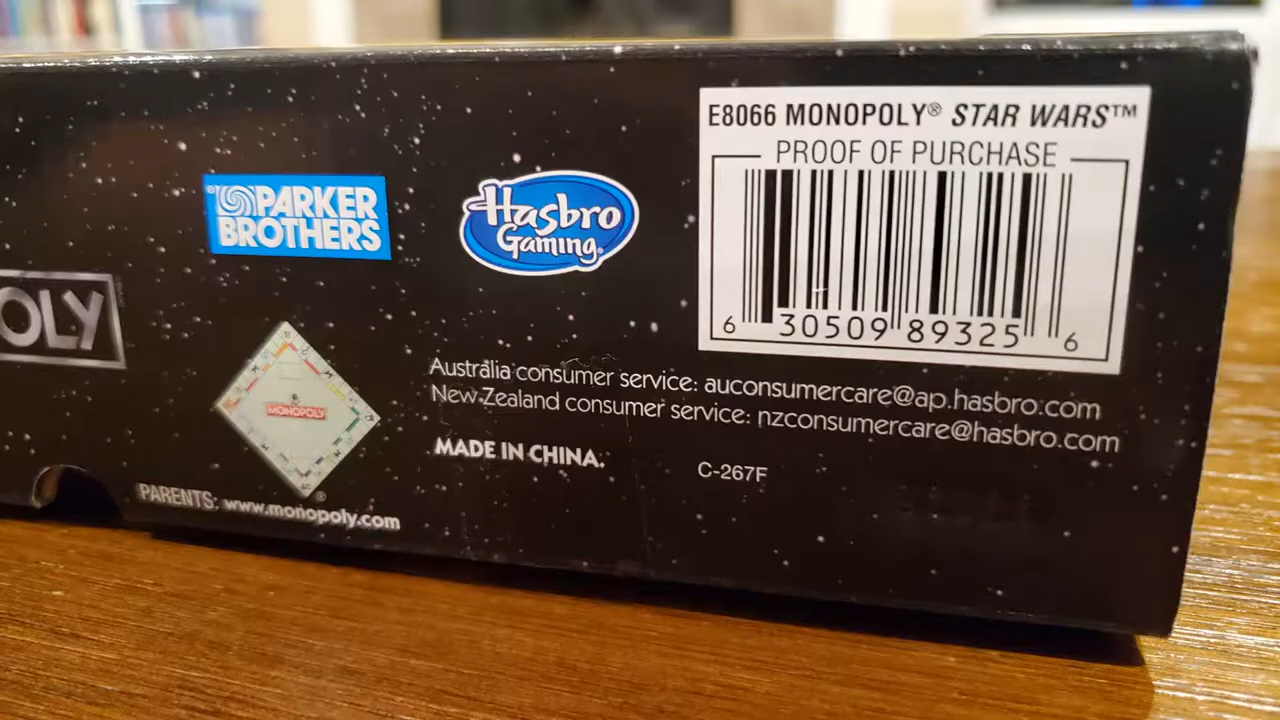 E8066 MONOPOLY® STAR WARS™
PROOF OF PURCHASE
6 30509 89325 6
PARKER
BROTHERS®
Hasbro
Gaming®
OLY
MONOPOLY
Australia consumer service: auconsumercare@ap.hasbro.com
New Zealand consumer service: nzconsumercare@hasbro.com
MADE IN CHINA.
C-267F
PARENTS: www.monopoly.com